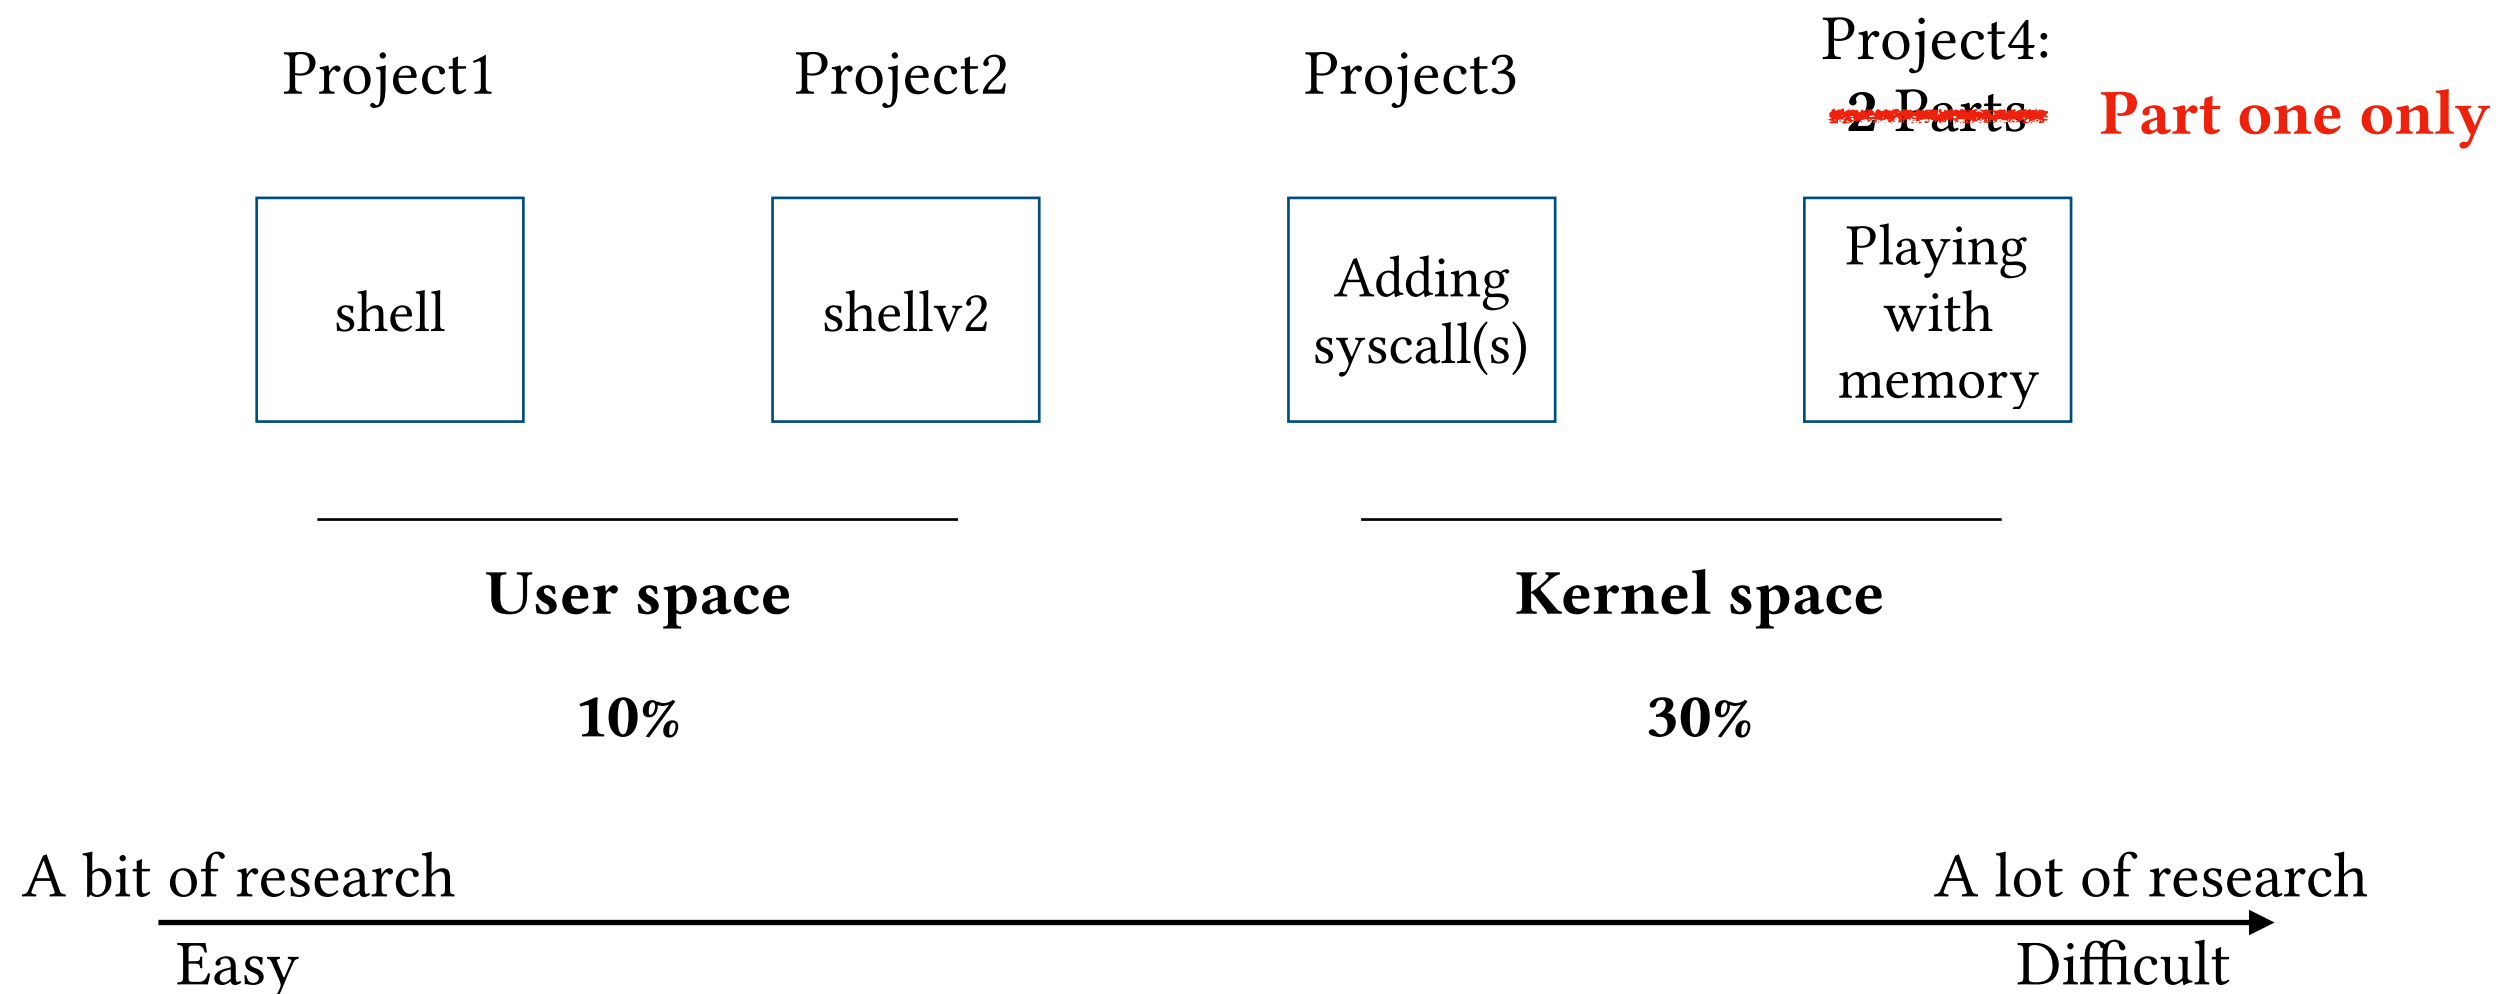 Project1
Project2
Project3
Project4:
2 Parts
Part one only
shell
shellv2
Adding
syscall(s)
Playing
with
memory
User space
Kernel space
10%
30%
A bit of research
A lot of research
Easy
Difficult